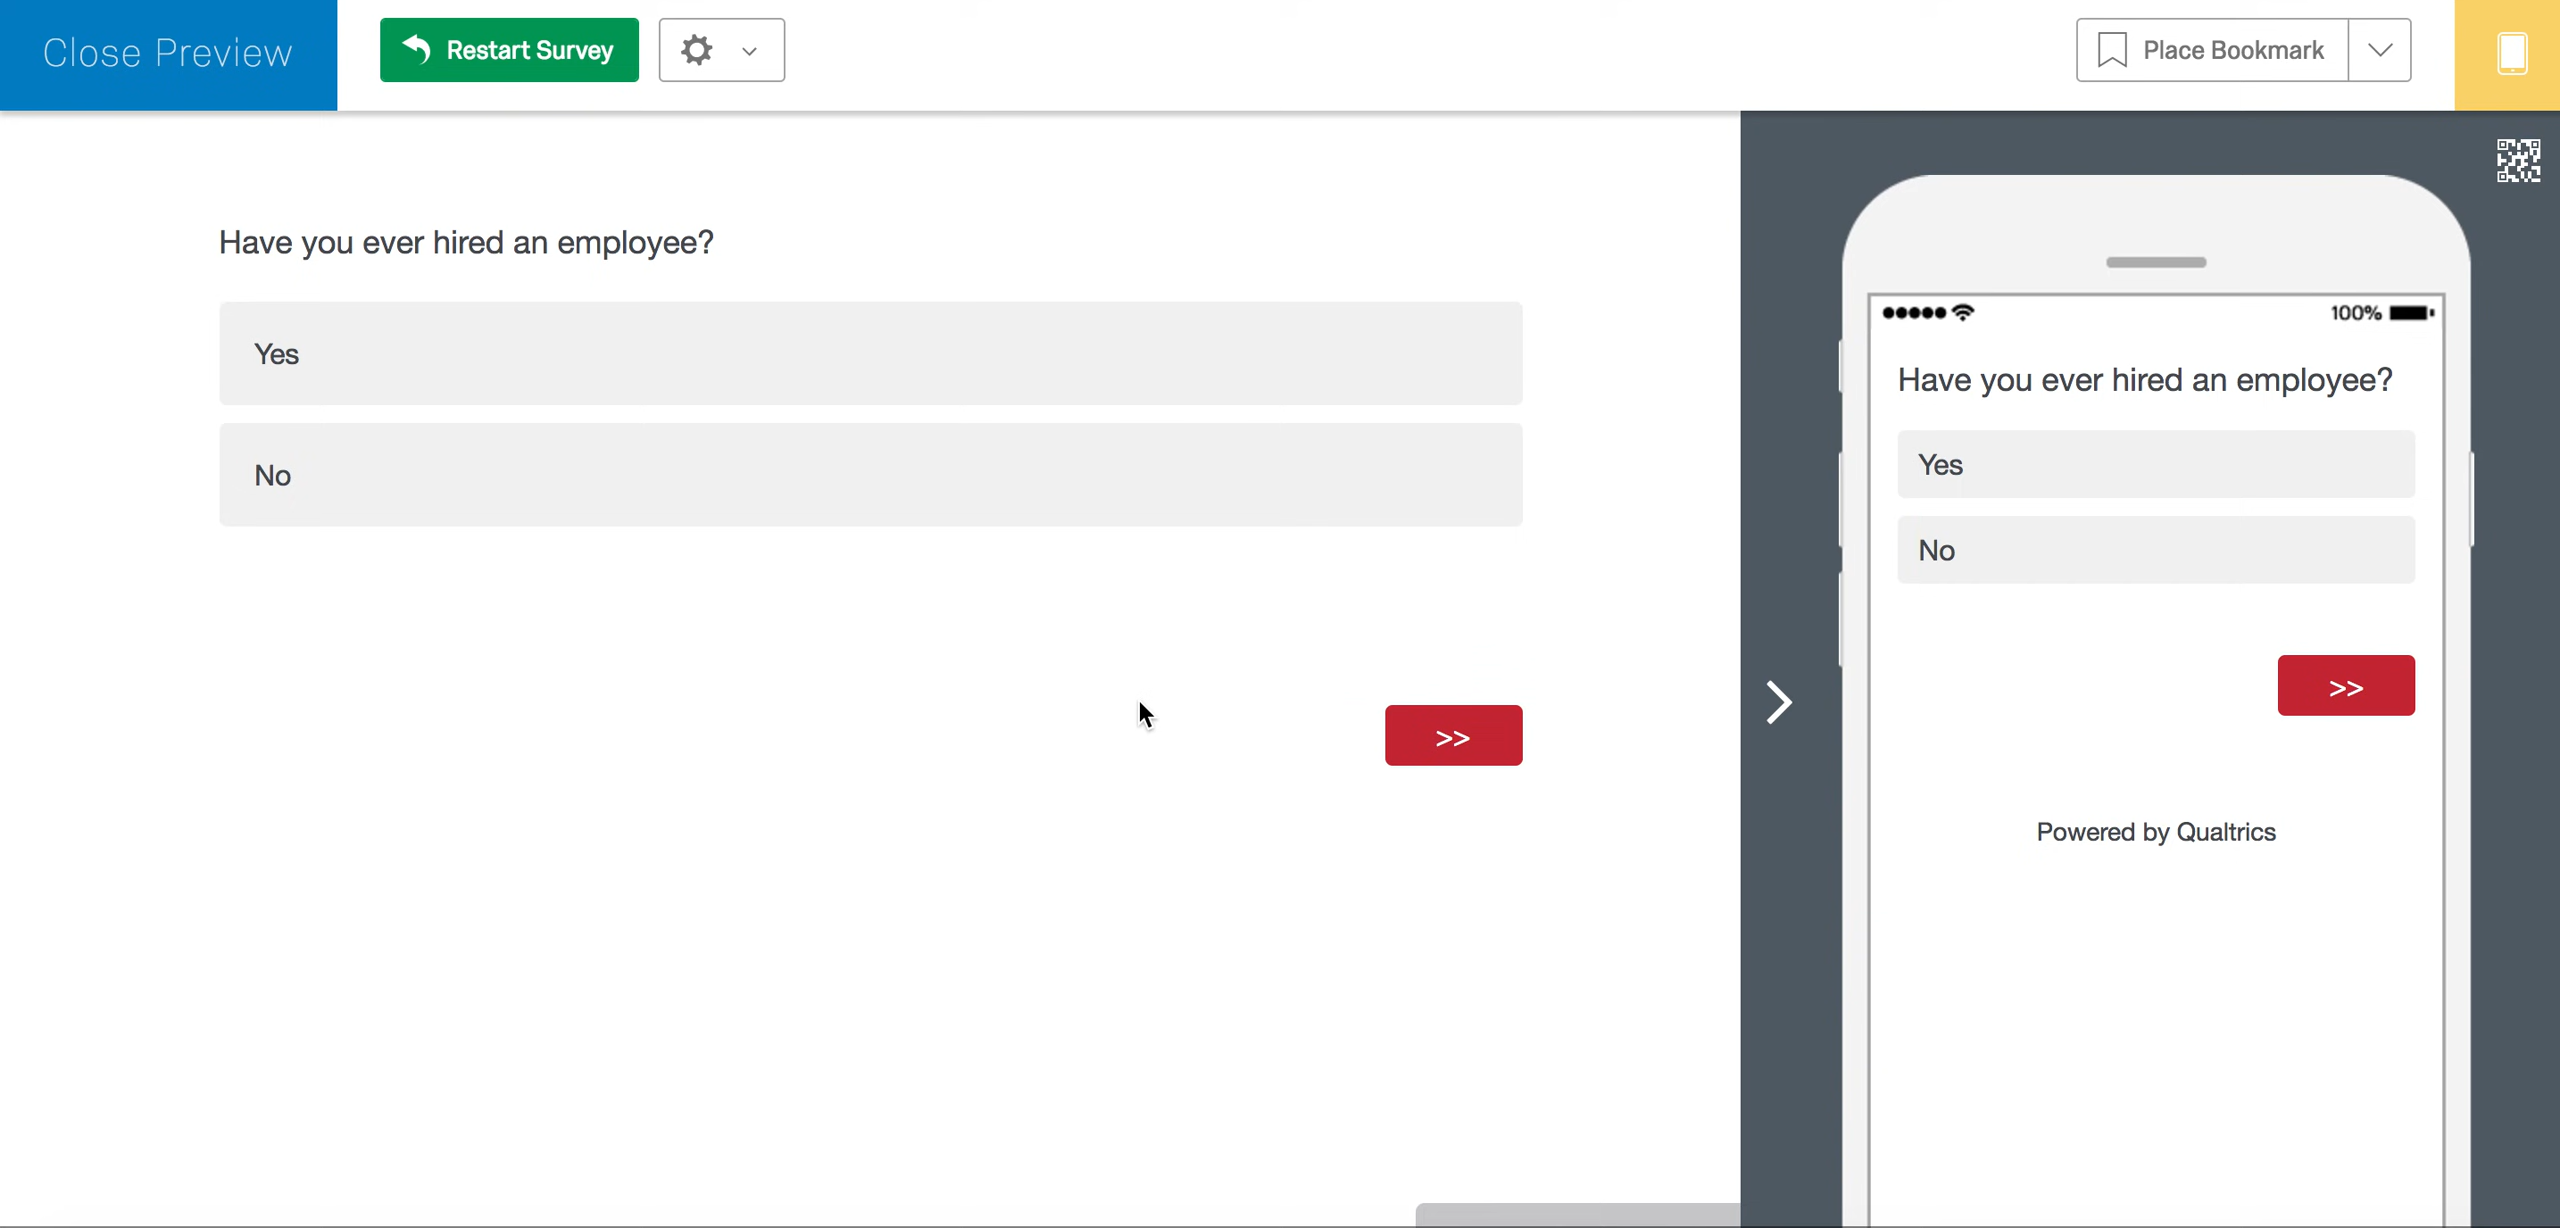 Close Preview
Restart Survey
Place Bookmark
Have you ever hired an employee?
Yes
No
>>
100%
Have you ever hired an employee?
Yes
No
>>
Powered by Qualtrics